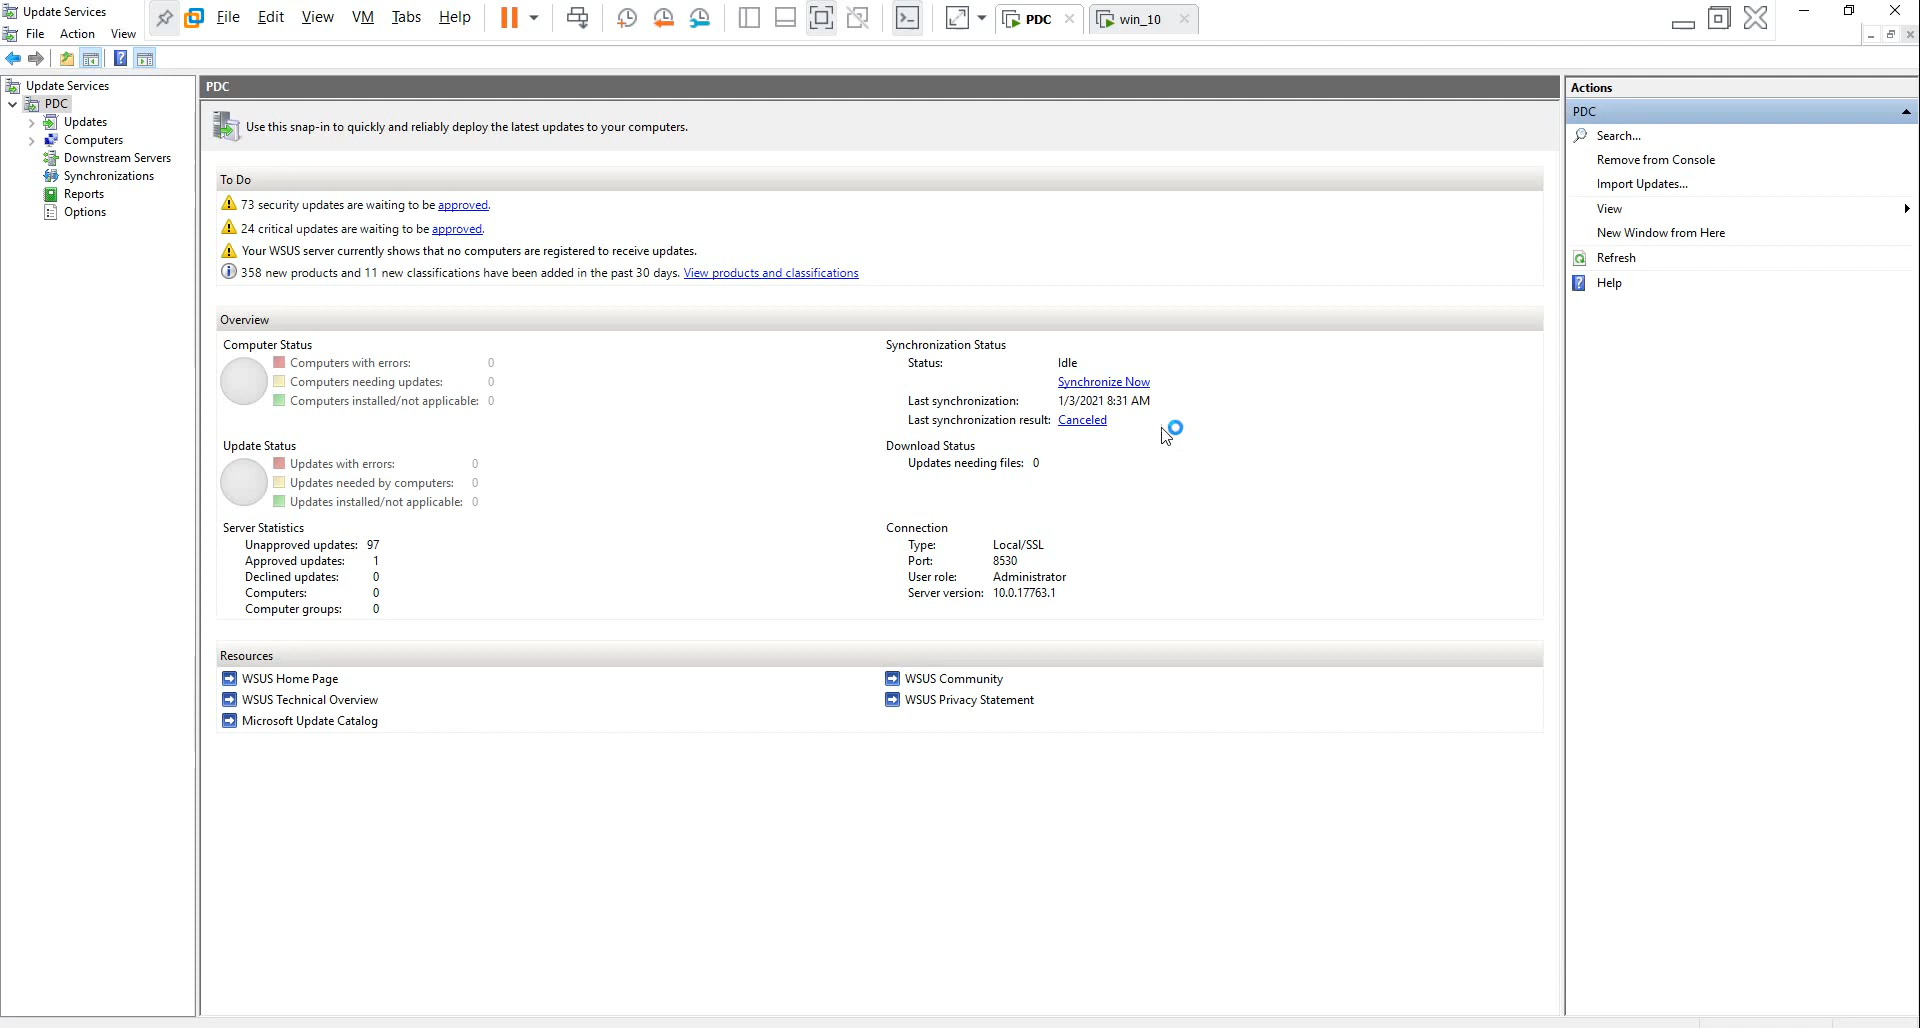 Update Services
File Edit View VM Tabs Help
PDC
win_10
File Action View
Update Services
PDC
Updates
Computers
Downstream Servers
Synchronizations
Reports
Options
PDC
Use this snap-in to quickly and reliably deploy the latest updates to your computers.
To Do
73 security updates are waiting to be approved.
24 critical updates are waiting to be approved.
Your WSUS server currently shows that no computers are registered to receive updates.
358 new products and 11 new classifications have been added in the past 30 days. View products and classifications
Overview
Computer Status
Computers with errors: 0
Computers needing updates: 0
Computers installed/not applicable: 0
Update Status
Updates with errors: 0
Updates needed by computers: 0
Updates installed/not applicable: 0
Server Statistics
Unapproved updates: 97
Approved updates: 1
Declined updates: 0
Computers: 0
Computer groups: 0
Synchronization Status
Status: Idle
Synchronize Now
Last synchronization: 1/3/2021 8:31 AM
Last synchronization result: Canceled
Download Status
Updates needing files: 0
Connection
Type: Local/SSL
Port: 8530
User role: Administrator
Server version: 10.0.17763.1
Resources
WSUS Home Page
WSUS Technical Overview
Microsoft Update Catalog
WSUS Community
WSUS Privacy Statement
Actions
PDC
Search...
Remove from Console
Import Updates...
View
New Window from Here
Refresh
Help